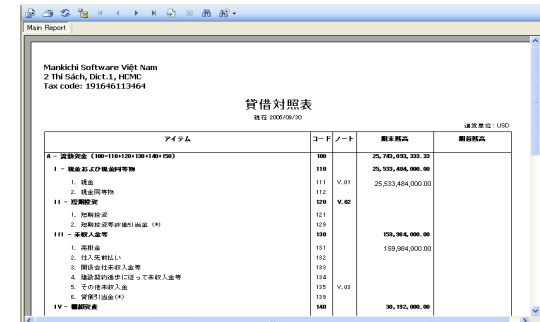 Main Report
Mankichi Software Việt Nam
2 Thi Sách, Dict.1, HCMC
Tax code: 191646113464
貸借対照表
現在 2006/09/30
通貨単位: USD
アイテム コード ノート 期末残高 期首残高
A - 流動資金 (100=110+120+130+140+150) 100 25,743,093,333.33
I - 現金および現金同等物 110 25,533,484,000.00
1. 現金 111 V.01 25,533,484,000.00
2. 現金同等物 112
II - 短期投資 120 V.02
1. 短期投資 121
2. 短期投資等評価引当金 (*) 129
III - 未収入金等 130 159,984,000.00
1. 売掛金 131 159,984,000.00
2. 仕入先前払い 132
3. 関係会社未収入金等 133
4. 建設契約進歩に従って未収入金等 134
5. その他未収入金 135 V.03
6. 貸倒引当金(*) 139
IV - 棚卸資産 140 30,192,000.00